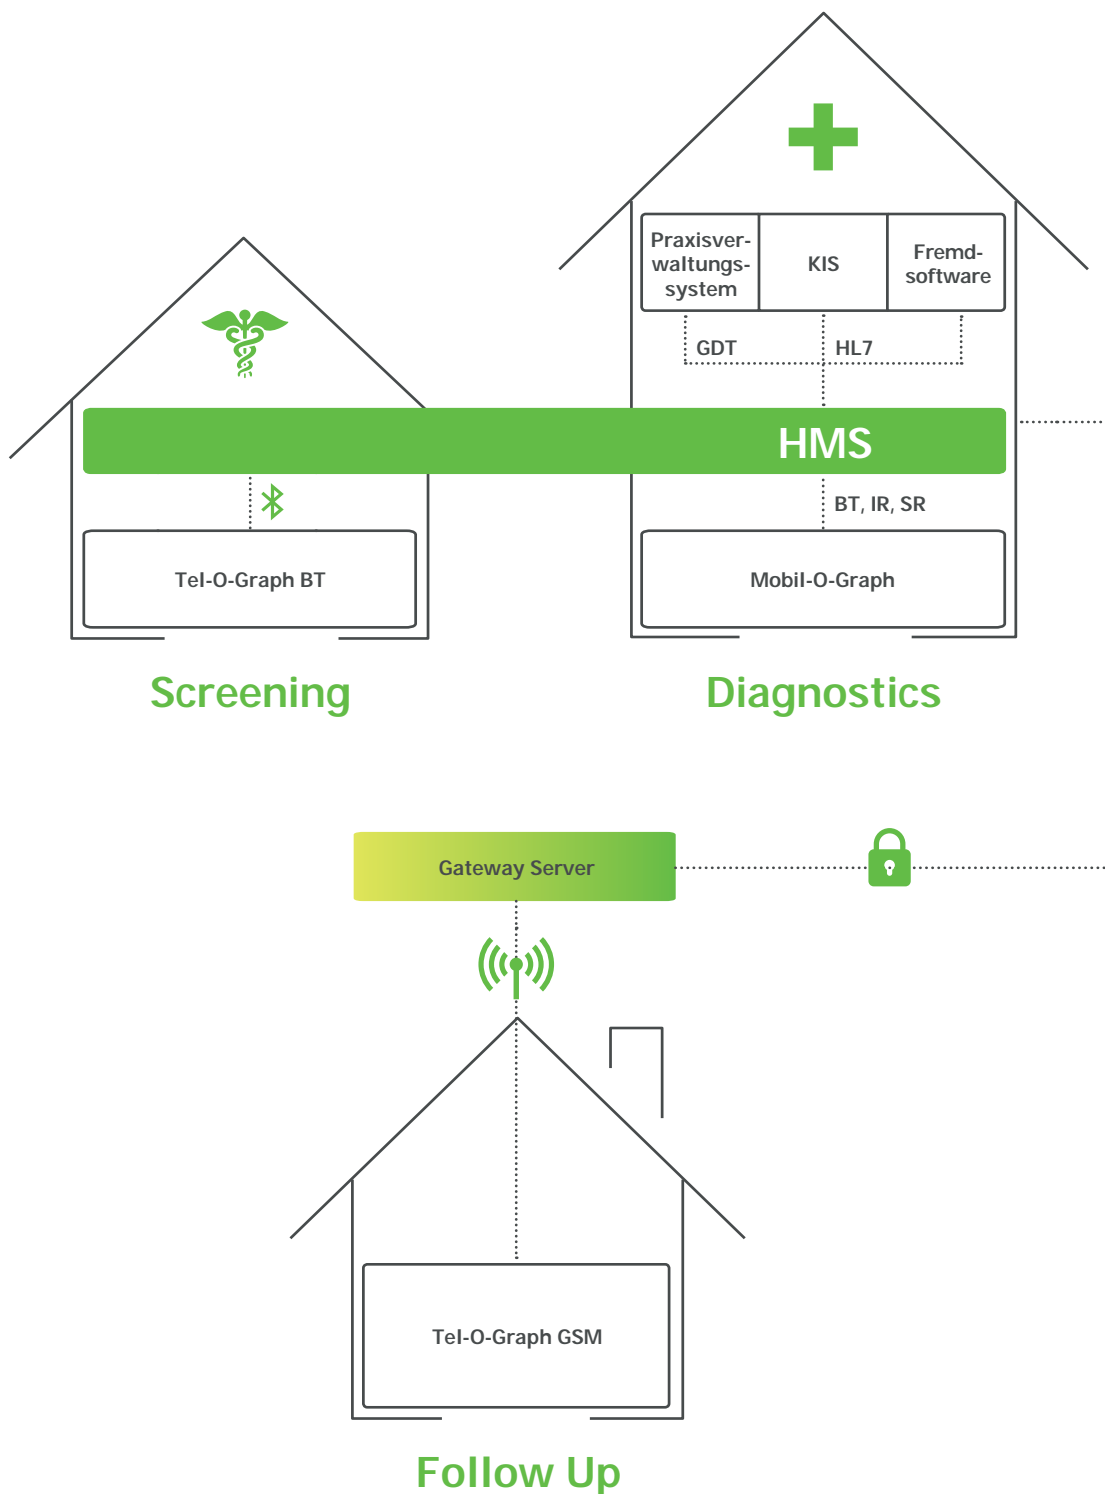 Praxisver-
waltungs-
system
KIS
Fremd-
software
GDT
HL7
HMS
BT, IR, SR
Tel-O-Graph BT
Mobil-O-Graph
Screening
Diagnostics
Gateway Server
Tel-O-Graph GSM
Follow Up